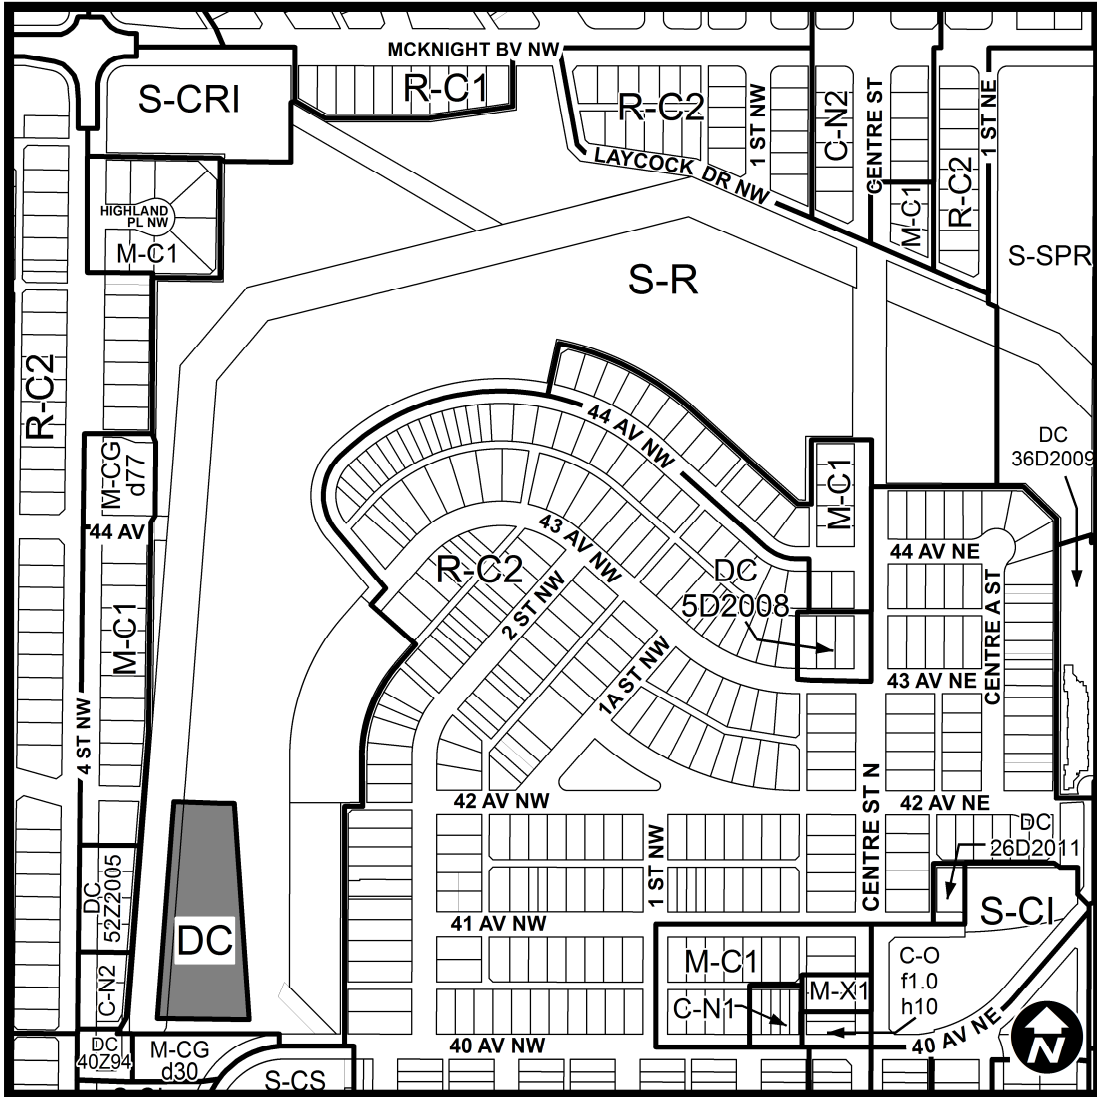 MCKNIGHT BV NW
S-CRI
R-C1
R-C2
1 ST NW
C-N2
CENTRE ST
M-C1
R-C2
1 ST NE
LAYCOCK DR NW
HIGHLAND
PL NW
M-C1
S-SPR
S-R
R-C2
44 AV NW
M-CG
d77
44 AV
DC
36D2009
M-C1
43 AV NW
R-C2
2 ST NW
DC
5D2008
44 AV NE
CENTRE A ST
M-C1
1A ST NW
43 AV NE
4 ST NW
42 AV NW
CENTRE ST N
42 AV NE
DC
26D2011
1 ST NW
DC
52Z2005
DC
41 AV NW
S-CI
M-C1
C-O
f1.0
h10
C-N2
M-X1
C-N1
40 AV NE
DC
40Z94
M-CG
d30
40 AV NW
S-CS
N